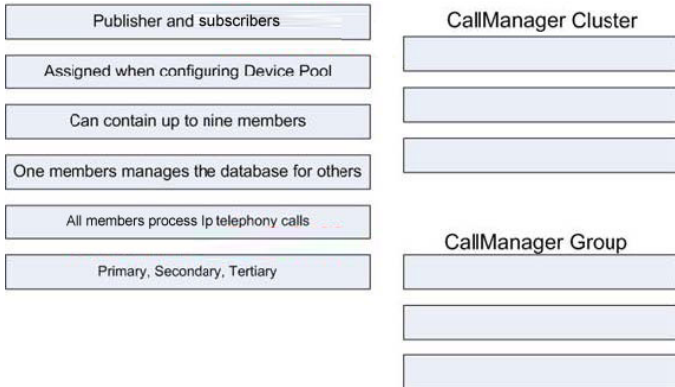 Publisher and subscribers
Assigned when configuring Device Pool
Can contain up to nine members
One members manages the database for others
All members process Ip telephony calls
Primary, Secondary, Tertiary
CallManager Cluster
CallManager Group